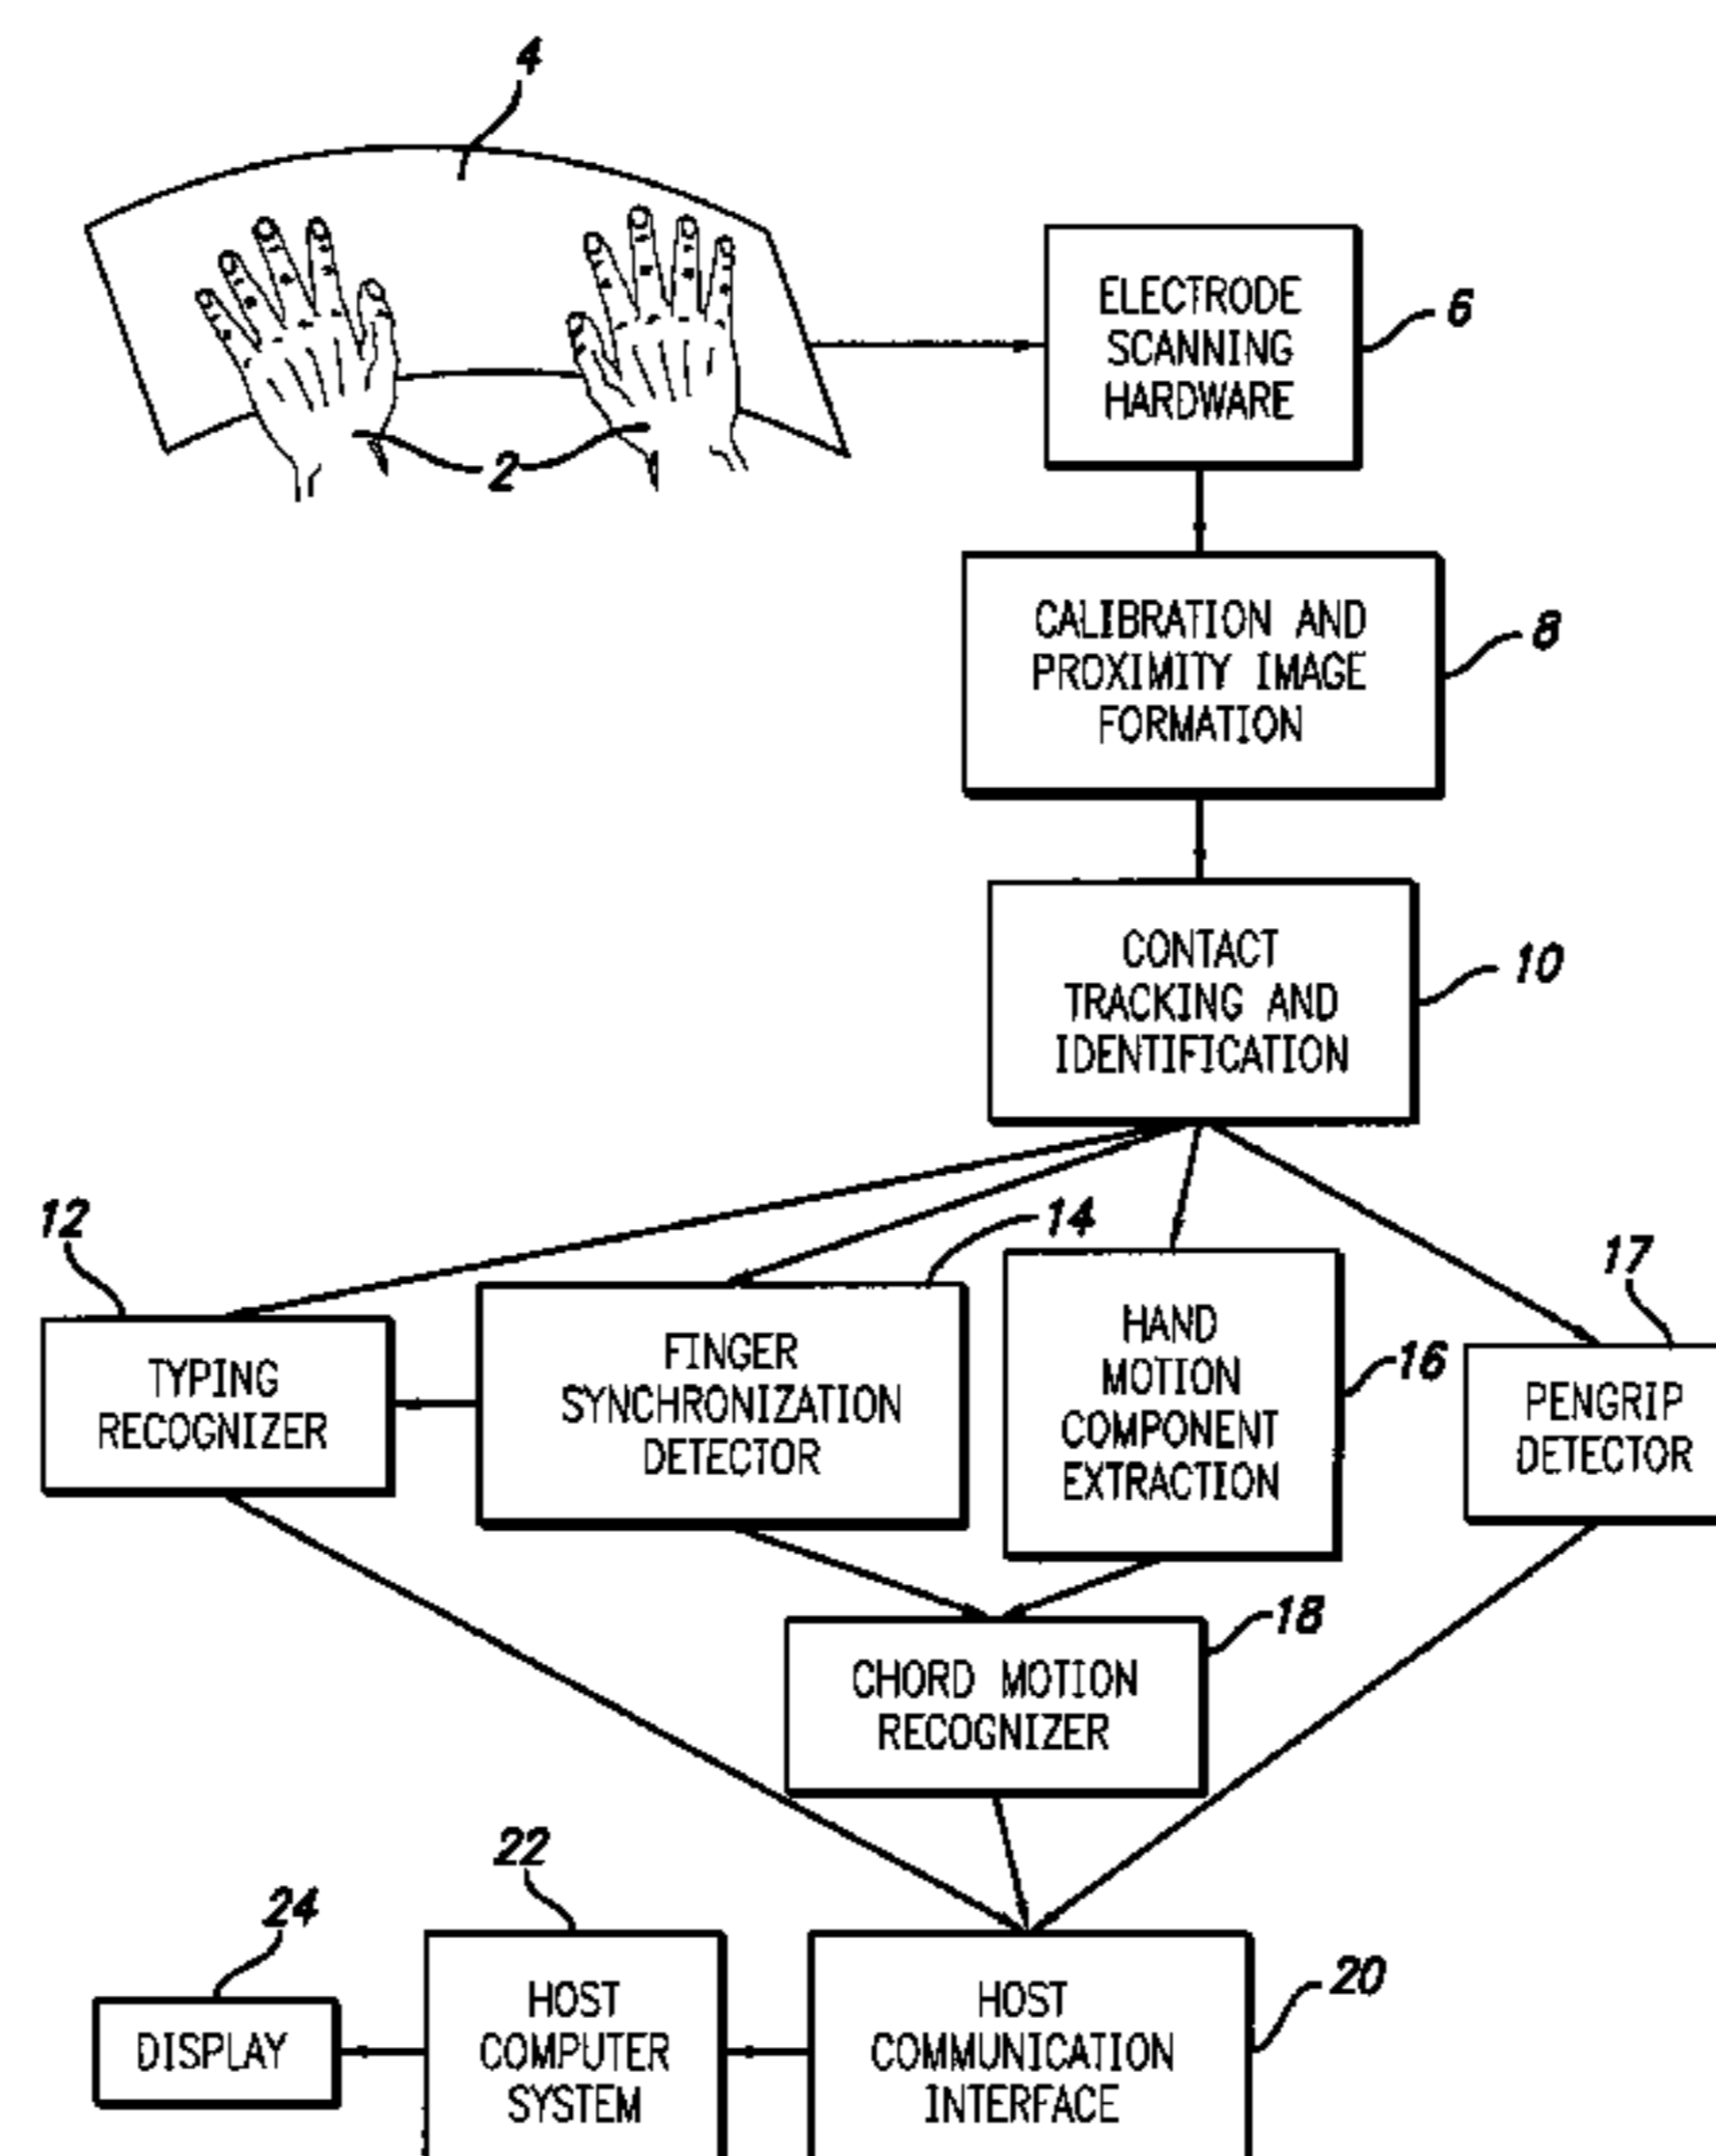 4
2
ELECTRODE
SCANNING
HARDWARE
6
CALIBRATION AND
PROXIMITY IMAGE
FORMATION
8
CONTACT
TRACKING AND
IDENTIFICATION
10
12
TYPING
RECOGNIZER
14
FINGER
SYNCHRONIZATION
DETECTOR
HAND
MOTION
COMPONENT
EXTRACTION
16
17
PENGRIP
DETECTOR
18
CHORD MOTION
RECOGNIZER
24
DISPLAY
22
HOST
COMPUTER
SYSTEM
HOST
COMMUNICATION
INTERFACE
20